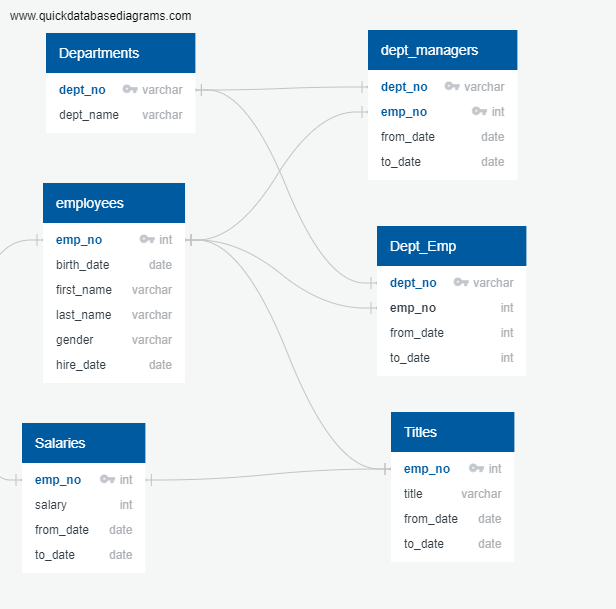 www.quickdatabasediagrams.com
Departments
dept_no varchar
dept_name varchar
dept_managers
dept_no varchar
emp_no int
from_date date
to_date date
employees
emp_no int
birth_date date
first_name varchar
last_name varchar
gender varchar
hire_date date
Dept_Emp
dept_no varchar
emp_no int
from_date int
to_date int
Salaries
emp_no int
salary int
from_date date
to_date date
Titles
emp_no int
title varchar
from_date date
to_date date